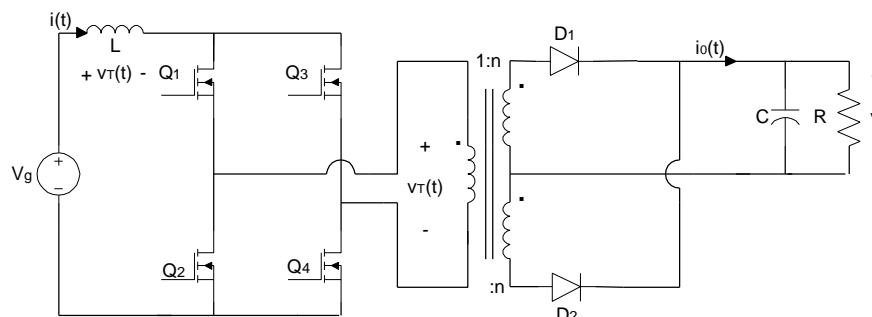 i(t)
L
+ vT(t) -
Q1
Q3
1:n
D1
i0(t)
+
vT(t)
-
C
R
v
Vg
+
−
Q2
Q4
:n
D2